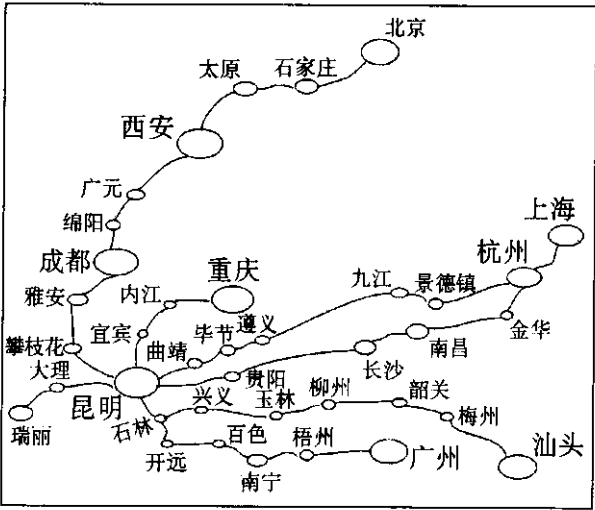 北京
太原
石家庄
西安
广元
绵阳
成都
雅安
上海
杭州
重庆
内江
九江
景德镇
宜宾
曲靖
毕节
遵义
金华
攀枝花
大理
昆明
贵阳
长沙
南昌
瑞丽
石林
兴义
玉林
柳州
韶关
梅州
汕头
开远
百色
南宁
梧州
广州